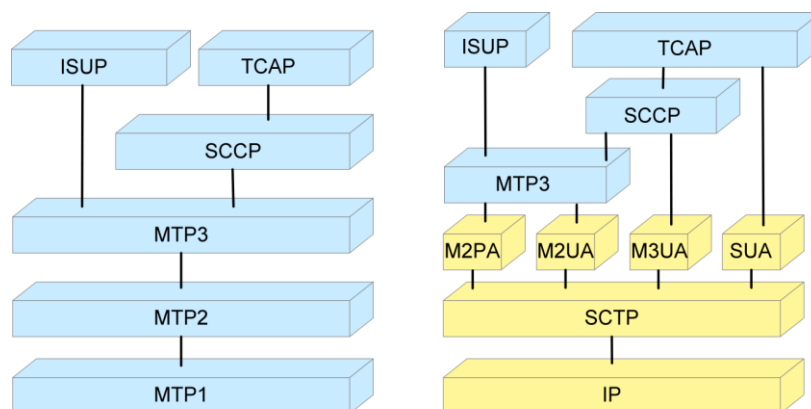 ISUP
TCAP
SCCP
MTP3
MTP2
MTP1
ISUP
TCAP
SCCP
MTP3
M2PA
M2UA
M3UA
SUA
SCTP
IP